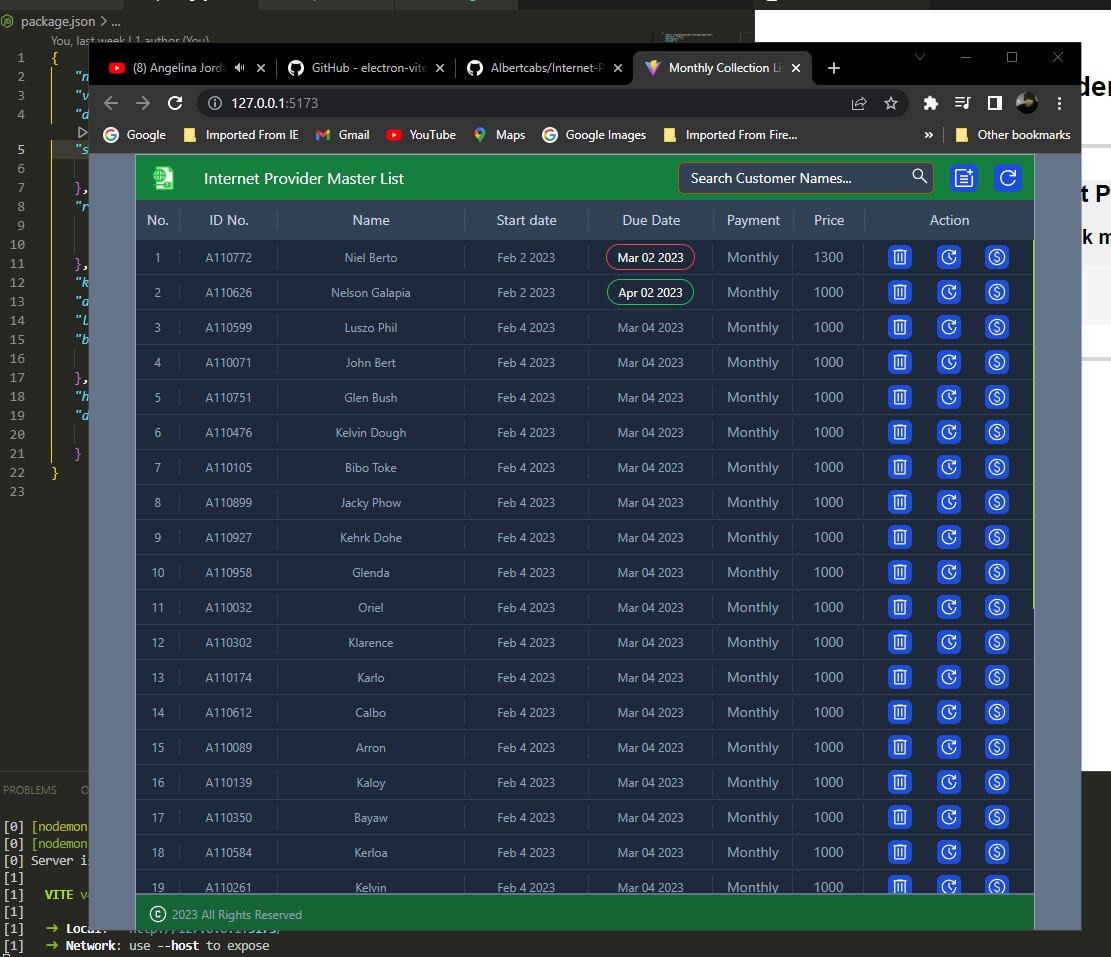 package.json > ...
You, last week | 1 author (You)
1 {
2 "n
3 "v
4 "d
5 "s
6
7 },
8 "r
9
10
11 },
12 "k
13 "a
14 "l
15 "b
16
17 },
18 "h
19 "d
20
21 }
22 }
23
(8) Angelina Jorda
GitHub - electron-vite
Albertcabs/Internet-P
Monthly Collection Li
127.0.0.1:5173
Google Imported From IE Gmail YouTube Maps Google Images Imported From Fire... » Other bookmarks
Internet Provider Master List Search Customer Names...
No. ID No. Name Start date Due Date Payment Price Action
1 A110772 Niel Berto Feb 2 2023 Mar 02 2023 Monthly 1300
2 A110626 Nelson Galapia Feb 2 2023 Apr 02 2023 Monthly 1000
3 A110599 Luszo Phil Feb 4 2023 Mar 04 2023 Monthly 1000
4 A110071 John Bert Feb 4 2023 Mar 04 2023 Monthly 1000
5 A110751 Glen Bush Feb 4 2023 Mar 04 2023 Monthly 1000
6 A110476 Kelvin Dough Feb 4 2023 Mar 04 2023 Monthly 1000
7 A110105 Bibo Toke Feb 4 2023 Mar 04 2023 Monthly 1000
8 A110899 Jacky Phow Feb 4 2023 Mar 04 2023 Monthly 1000
9 A110927 Kehrk Dohe Feb 4 2023 Mar 04 2023 Monthly 1000
10 A110958 Glenda Feb 4 2023 Mar 04 2023 Monthly 1000
11 A110032 Oriel Feb 4 2023 Mar 04 2023 Monthly 1000
12 A110302 Klarence Feb 4 2023 Mar 04 2023 Monthly 1000
13 A110174 Karlo Feb 4 2023 Mar 04 2023 Monthly 1000
14 A110612 Calbo Feb 4 2023 Mar 04 2023 Monthly 1000
15 A110089 Arron Feb 4 2023 Mar 04 2023 Monthly 1000
16 A110139 Kaloy Feb 4 2023 Mar 04 2023 Monthly 1000
17 A110350 Bayaw Feb 4 2023 Mar 04 2023 Monthly 1000
18 A110584 Kerloa Feb 4 2023 Mar 04 2023 Monthly 1000
19 A110261 Kelvin Feb 4 2023 Mar 04 2023 Monthly 1000
© 2023 All Rights Reserved
der
t P
k m
PROBLEMS O
[0] [nodemon
[0] [nodemon
[0] Server is
[1]
[1] VITE v
[1]
[1] → Local: http://127.0.0.1:5173/
[1] → Network: use --host to expose